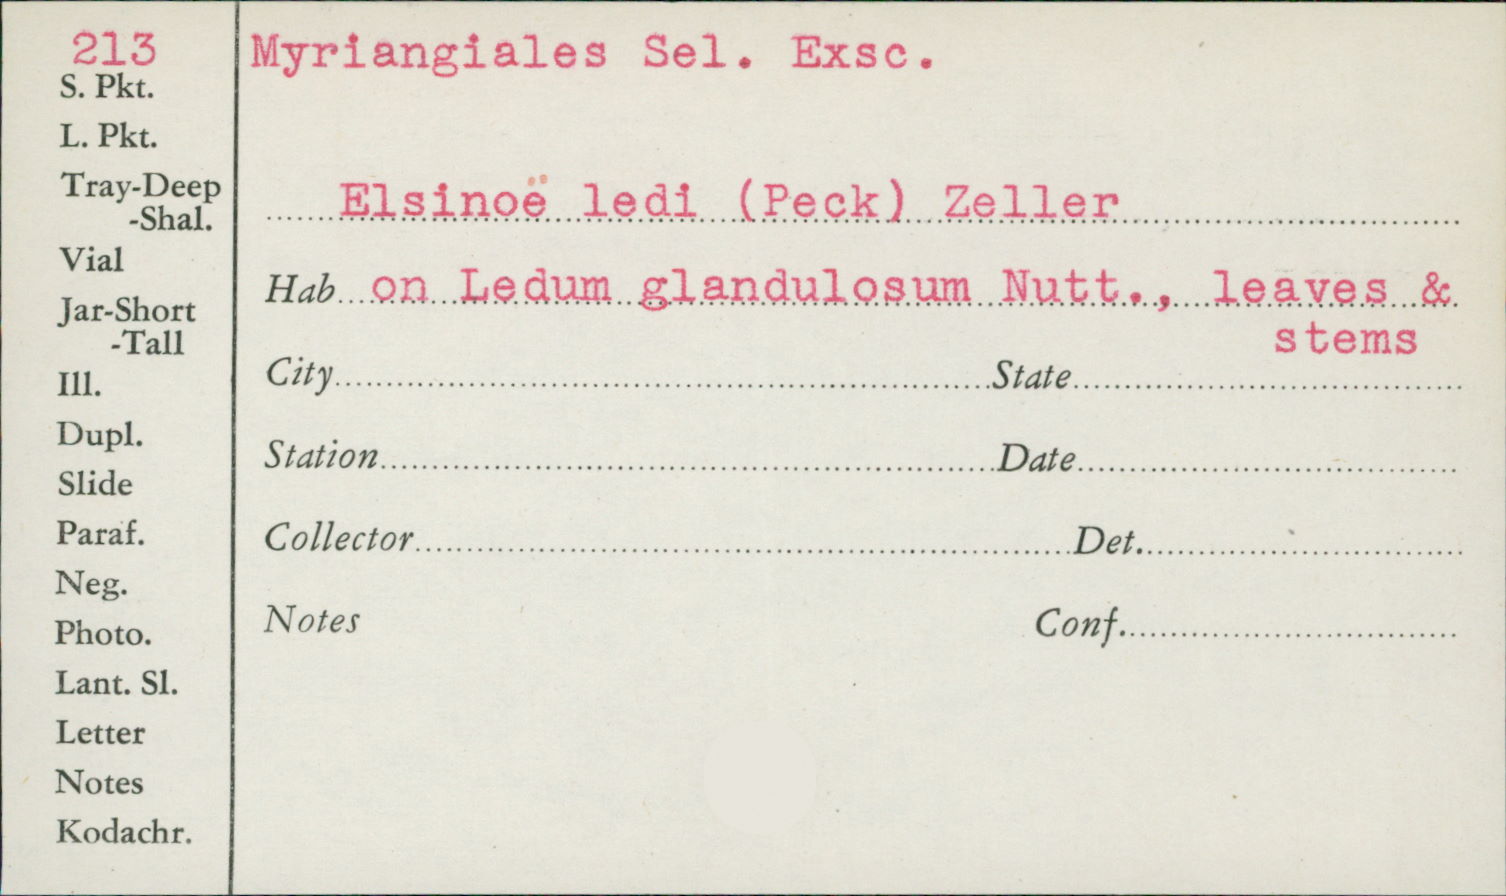 213
Myriangiales Sel. Exsc.
S. Pkt.
L. Pkt.
Tray-Deep
-Shal.
Elsinoë ledi (Peck) Zeller
Vial
Hab. on Ledum glandulosum Nutt., leaves &
stems
Jar-Short
-Tall
Ill.
City State
Dupl.
Station Date
Slide
Paraf.
Collector Det.
Neg.
Photo.
Notes Conf.
Lant. Sl.
Letter
Notes
Kodachr.